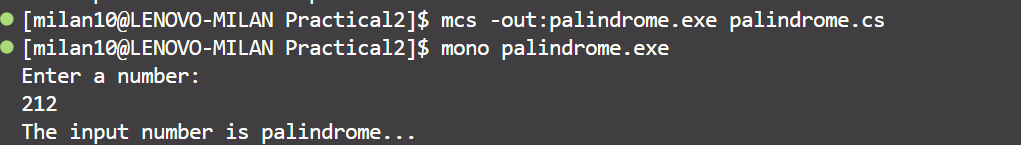 [milan10@LENOVO-MILAN Practical2]$ mcs -out:palindrome.exe palindrome.cs
[milan10@LENOVO-MILAN Practical2]$ mono palindrome.exe
Enter a number:
212
The input number is palindrome...